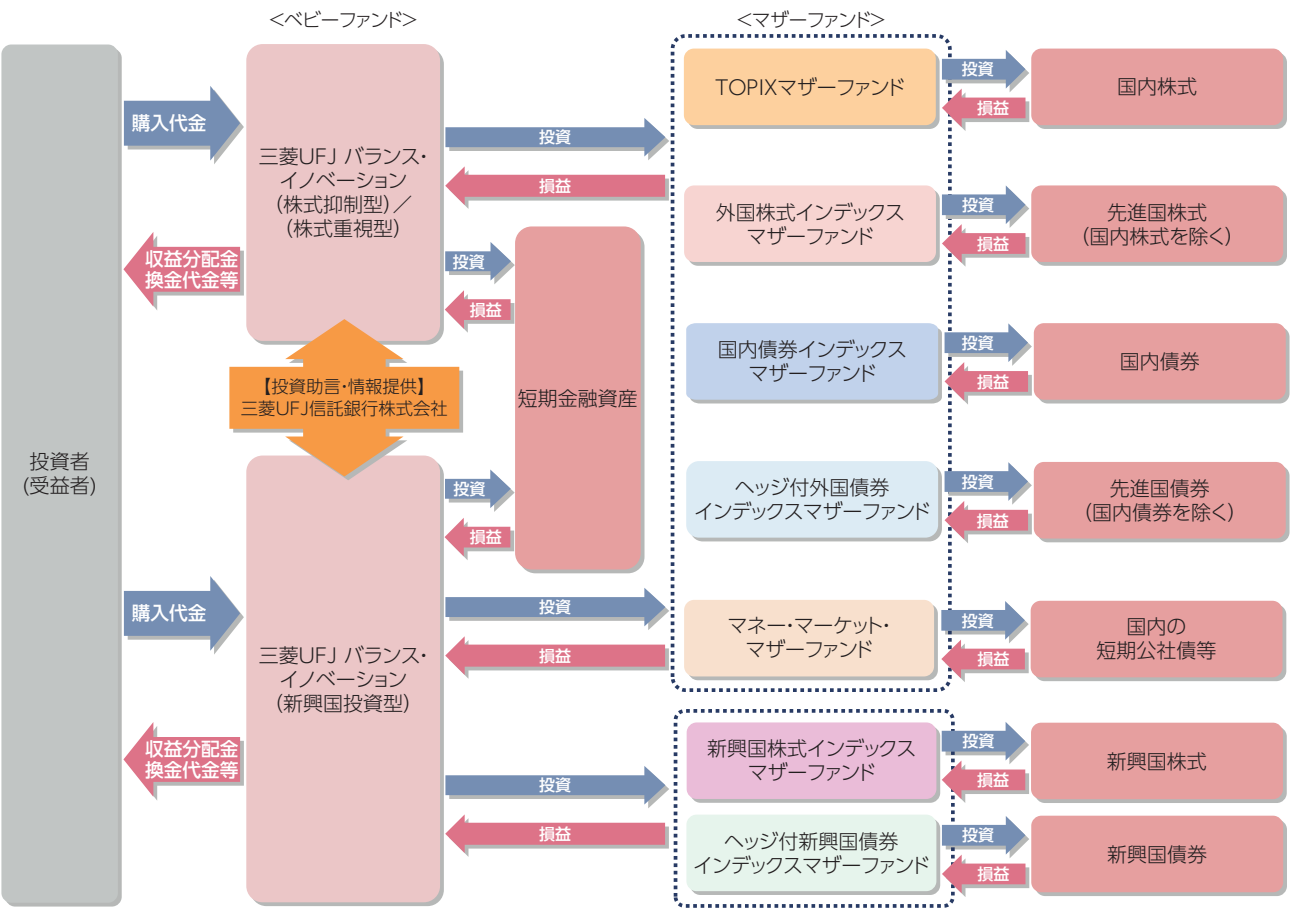 <ベビーファンド>
<マザーファンド>
投資者
(受益者)
購入代金
収益分配金
換金代金等
購入代金
収益分配金
換金代金等
三菱UFJ バランス・
イノベーション
(株式抑制型)/
(株式重視型)
【投資助言・情報提供】
三菱UFJ信託銀行株式会社
三菱UFJ バランス・
イノベーション
(新興国投資型)
投資
損益
投資
損益
短期金融資産
投資
損益
投資
損益
投資
損益
TOPIXマザーファンド
投資
損益
国内株式
外国株式インデックス
マザーファンド
投資
損益
先進国株式
(国内株式を除く)
国内債券インデックス
マザーファンド
投資
損益
国内債券
ヘッジ付外国債券
インデックスマザーファンド
投資
損益
先進国債券
(国内債券を除く)
マネー・マーケット・
マザーファンド
投資
損益
国内の
短期公社債等
新興国株式インデックス
マザーファンド
投資
損益
新興国株式
ヘッジ付新興国債券
インデックスマザーファンド
投資
損益
新興国債券